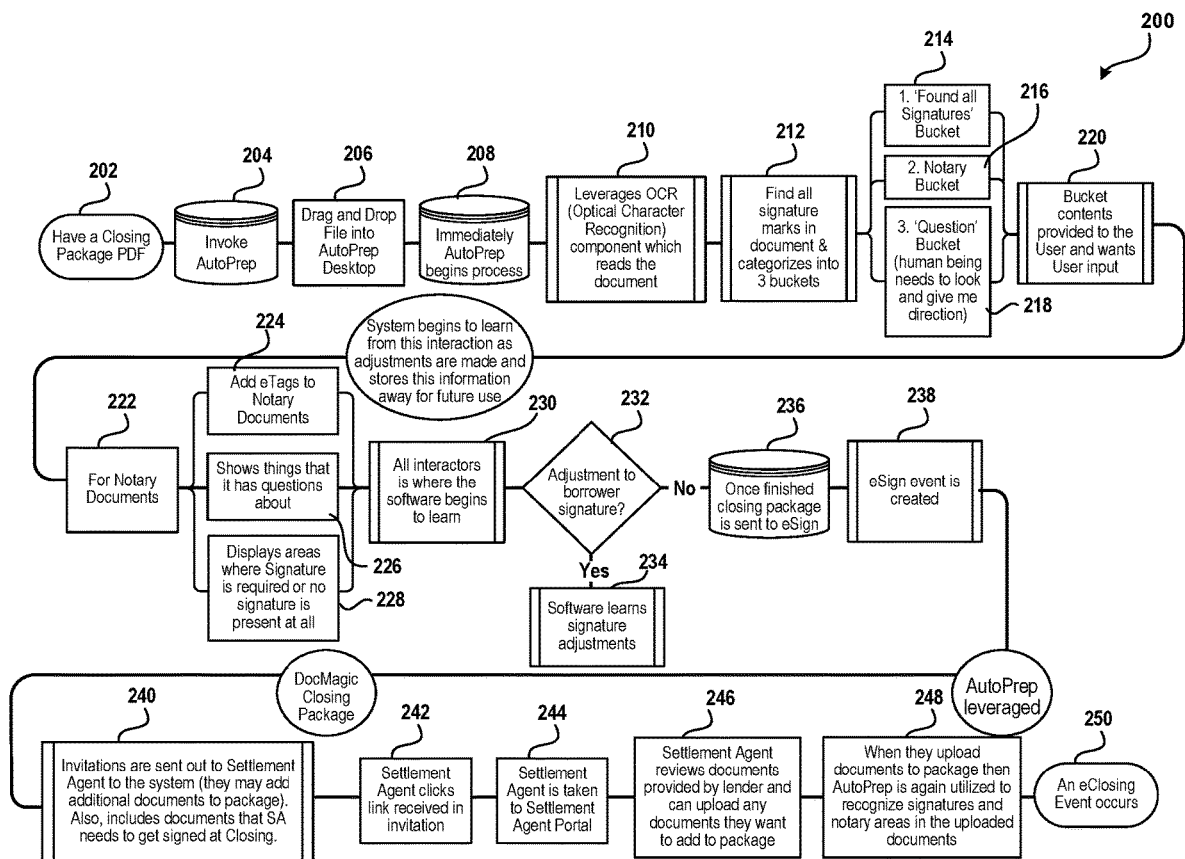 200
214
1. 'Found all
Signatures'
Bucket
216
2. Notary
Bucket
3. 'Question'
Bucket
(human being
needs to look
and give me
direction)
218
202
Have a Closing
Package PDF
204
Invoke
AutoPrep
206
Drag and Drop
File into
AutoPrep
Desktop
208
Immediately
AutoPrep
begins process
210
Leverages OCR
(Optical Character
Recognition)
component which
reads the
document
212
Find all
signature
marks in
document &
categorizes into
3 buckets
220
Bucket
contents
provided to the
User and wants
User input
System begins to learn
from this interaction as
adjustments are made and
stores this information
away for future use
222
For Notary
Documents
224
Add eTags to
Notary
Documents
Shows things that
it has questions
about
226
Displays areas
where Signature
is required or no
signature is
present at all
228
230
All interactors
is where the
software begins
to learn
232
Adjustment to
borrower
signature?
No
Yes
234
Software learns
signature
adjustments
236
Once finished
closing package
is sent to eSign
238
eSign event is
created
DocMagic
Closing
Package
AutoPrep
leveraged
240
Invitations are sent out to Settlement
Agent to the system (they may add
additional documents to package).
Also, includes documents that SA
needs to get signed at Closing.
242
Settlement
Agent clicks
link received in
invitation
244
Settlement
Agent is taken
to Settlement
Agent Portal
246
Settlement Agent
reviews documents
provided by lender and
can upload any
documents they want
to add to package
248
When they upload
documents to package then
AutoPrep is again utilized to
recognize signatures and
notary areas in the uploaded
documents
250
An eClosing
Event occurs